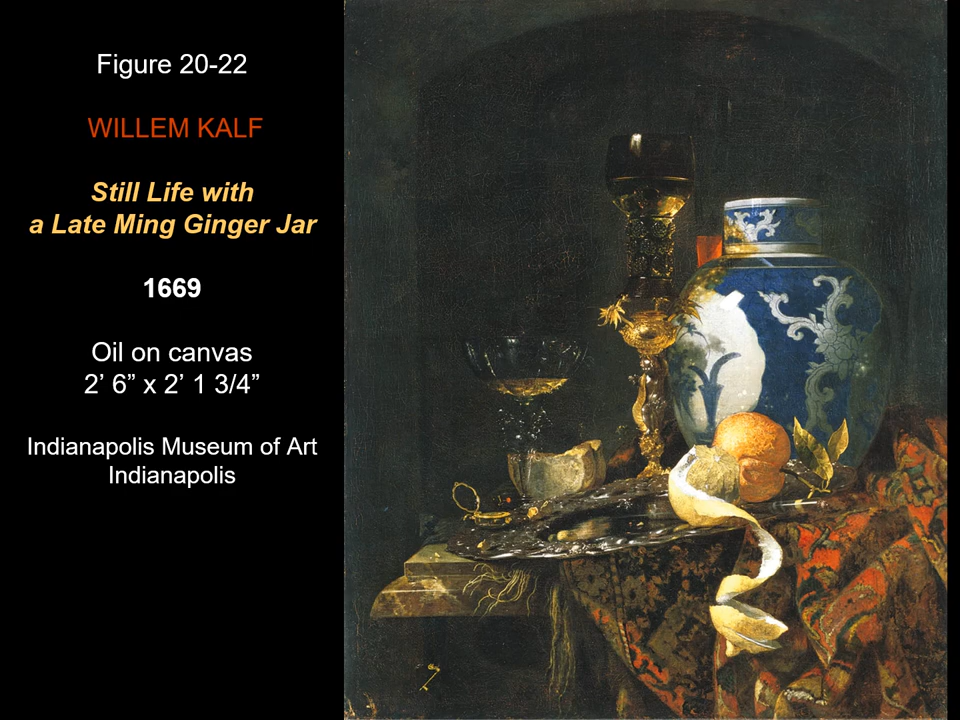 Figure 20-22
WILLEM KALF
Still Life with
a Late Ming Ginger Jar
1669
Oil on canvas
2’ 6” x 2’ 1 3/4”
Indianapolis Museum of Art
Indianapolis